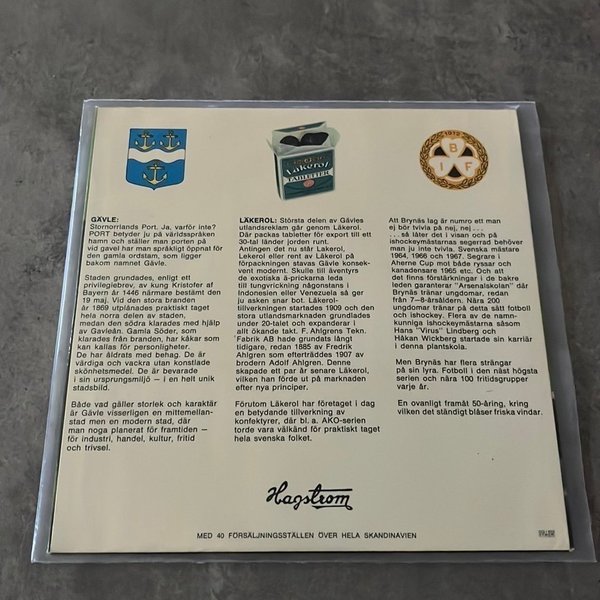 1912
B
I F
Läkerol
TABLETTER
GÄVLE:
Stornorrlands Port. Ja, varför inte?
PORT betyder ju på världsspråken
hamn och ställer man porten på
vid gavel har man språkligt öppnat för
den gamla ordstam, som ligger
bakom namnet Gävle.
Staden grundades, enligt ett
privilegiebrev, av kung Kristofer af
Bayern år 1446 närmare bestämt den
19 maj. Vid den stora branden
år 1869 utplånades praktiskt taget
hela norra delen av staden,
medan den södra klarades med hjälp
av Gavleån. Gamla Söder, som
klarades från branden, har kåkar som
kan kallas för personligheter.
De har åldrats med behag. De är
värdiga och vackra utan konstlade
skönhetsmedel. De är bevarade
i sin ursprungsmiljö — i en helt unik
stadsbild.
Både vad gäller storlek och karaktär
är Gävle visserligen en mittemellan-
stad men en modern stad, där
man noga planerat för framtiden —
för industri, handel, kultur, fritid
och trivsel.
LÄKEROL: Största delen av Gävles
utlandsreklam går genom Läkerol.
Där packas tabletter för export till ett
30-tal länder jorden runt.
Antingen det nu står Lakerol,
Lekerol eller rent av Läkerol på
förpackningen stavas Gävle konsek-
vent modernt. Skulle till äventyrs
de exotiska ä-prickarna leda
till tungvrickning någonstans i
Indonesien eller Venezuela så ger
ju asken snar bot. Läkerol-
tillverkningen startades 1909 och den
stora utlandsmarknaden grundlades
under 20-talet och expanderar i
allt ökande takt. F. Ahlgrens Tekn.
Fabrik AB hade grundats långt
tidigare, redan 1885 av Fredrik
Ahlgren som efterträddes 1907 av
brodern Adolf Ahlgren. Denne
skapade ett par år senare Läkerol,
vilken han förde ut på marknaden
efter nya principer.
Förutom Läkerol har företaget i dag
en betydande tillverkning av
konfektyrer, där bl. a. AKO-serien
torde vara välkänd för praktiskt taget
hela svenska folket.
Att Brynäs lag är numro ett man
ej bör tvivla på nej, nej . . .
. . . så låter det i visan och på
ishockeymästarnas segerrad behöver
man ju inte tvivla. Svenska mästare
1964, 1966 och 1967. Segrare i
Aherne Cup mot både ryssar och
kanadensare 1965 etc. Och att
det finns förstärkningar i de bakre
leden garanterar "Arsenalskolan" där
Brynäs tränar ungdomar, redan
från 7—8-årsåldern. Nära 200
ungdomar tränar på detta sätt fotboll
och ishockey. Flera av de namn-
kunniga ishockeymästarna såsom
Hans "Virus" Lindberg och
Håkan Wickberg startade sin karriär
i denna plantskola.
Men Brynäs har flera strängar
på sin lyra. Fotboll i den näst högsta
serien och nära 100 fritidsgrupper
varje år.
En ovanligt framåt 50-åring, kring
vilken det ständigt blåser friska vindar.
Hagstrom
MED 40 FÖRSÄLJNINGSSTÄLLEN ÖVER HELA SKANDINAVIEN